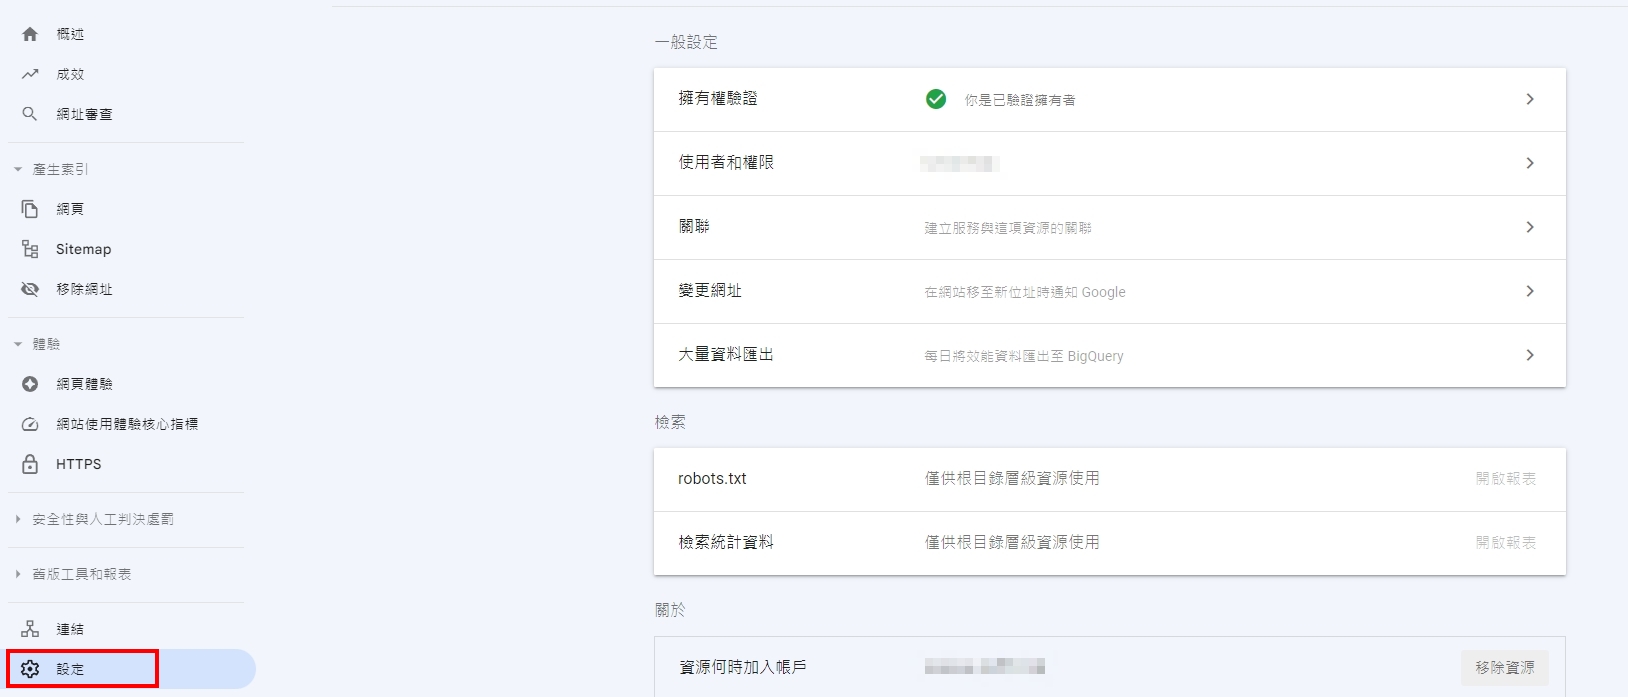 概述
成效
網址審查
產生索引
網頁
Sitemap
移除網址
體驗
網頁體驗
網站使用體驗核心指標
HTTPS
安全性與人工判決處罰
舊版工具和報表
連結
設定
一般設定
擁有權驗證 你是已驗證擁有者
使用者和權限
關聯 建立服務與這項資源的關聯
變更網址 在網站移至新位址時通知 Google
大量資料匯出 每日將效能資料匯出至 BigQuery
檢索
robots.txt 僅供根目錄層級資源使用 開啟報表
檢索統計資料 僅供根目錄層級資源使用 開啟報表
關於
資源何時加入帳戶 移除資源